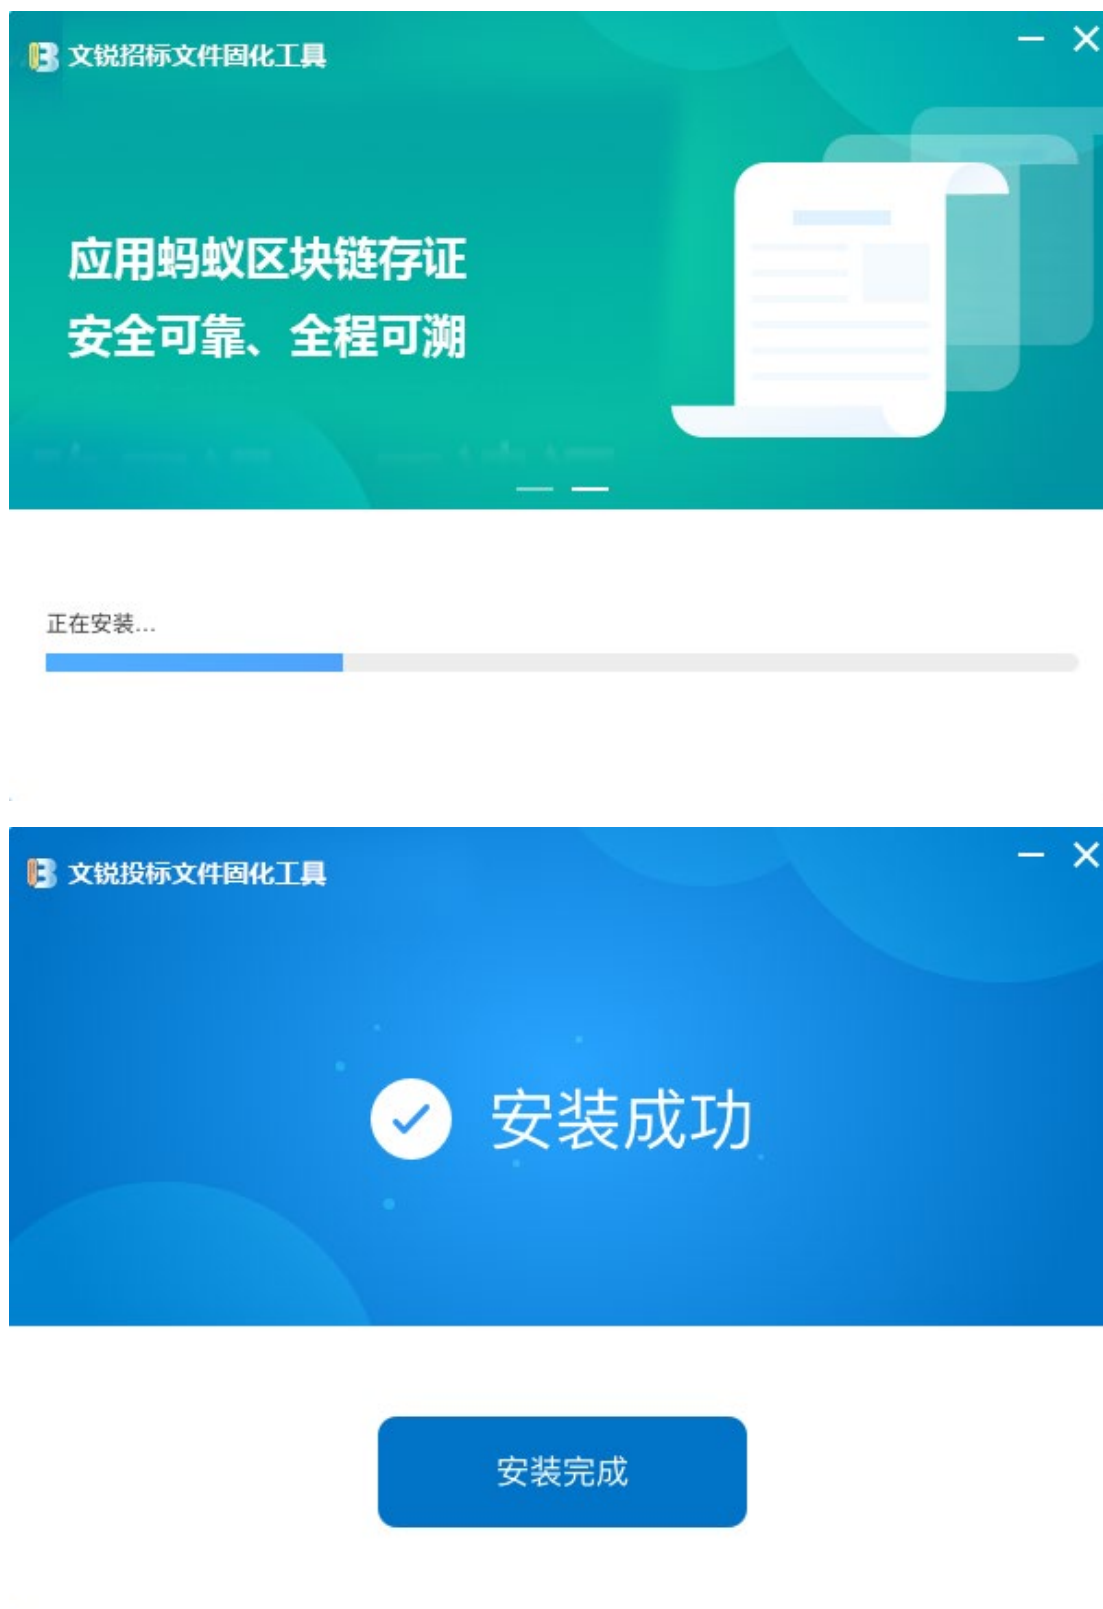 文锐招标文件固化工具
应用蚂蚁区块链存证
安全可靠、全程可溯
正在安装...
文锐投标文件固化工具
安装成功
安装完成